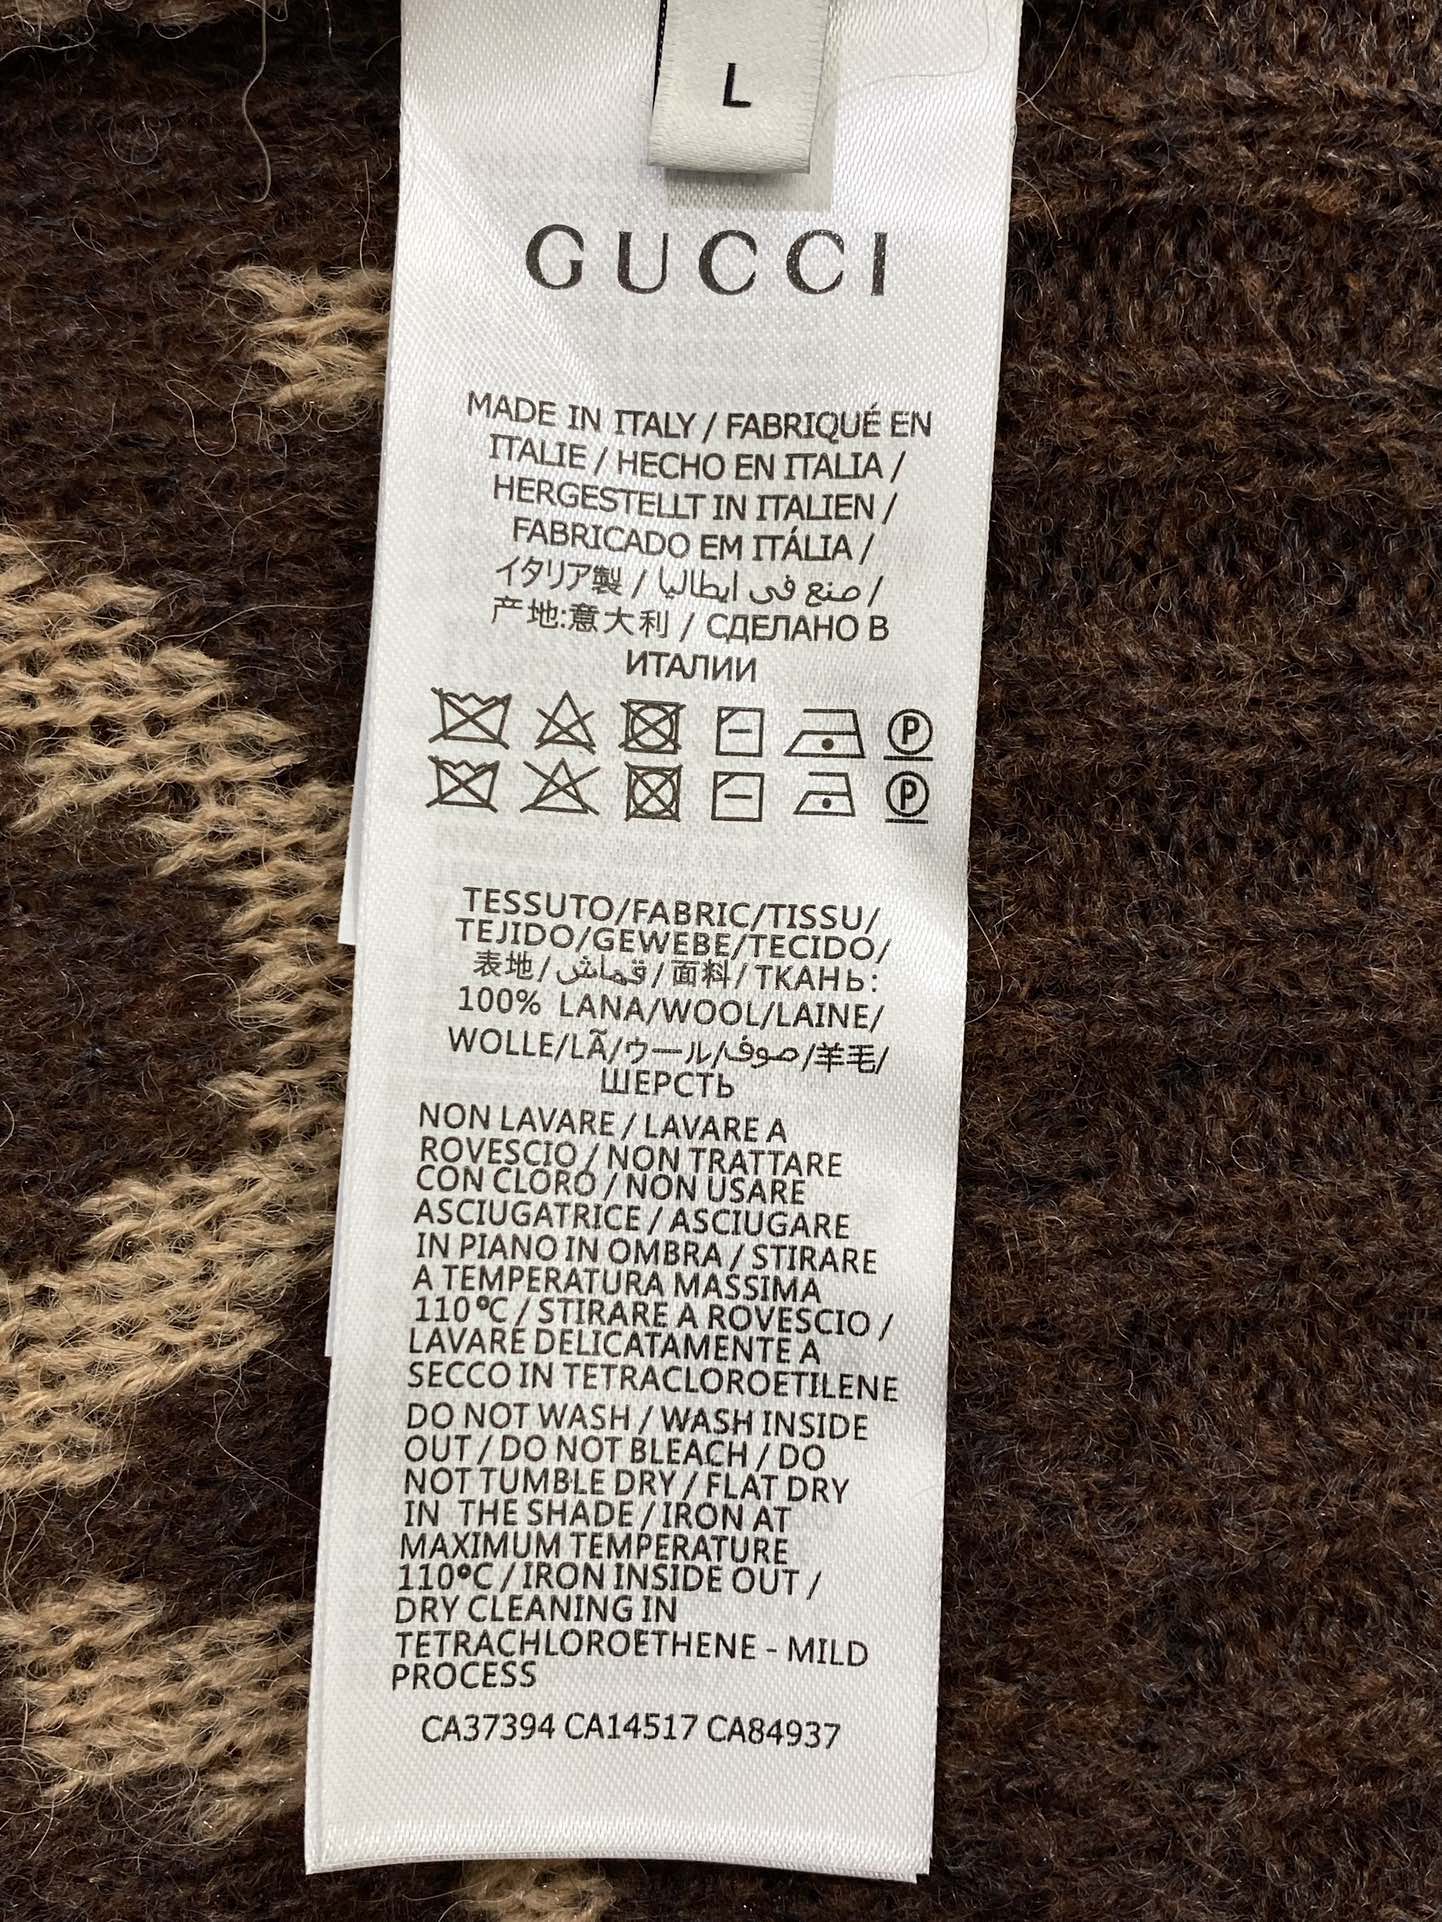 L
GUCCI
MADE IN ITALY / FABRIQUÉ EN
ITALIE / HECHO EN ITALIA /
HERGESTELLT IN ITALIEN /
FABRICADO EM ITÁLIA /
イタリア製 / صنع في ايطاليا /
产地:意大利 / СДЕЛАНО В
ИТАЛИИ
P
P
TESSUTO/FABRIC/TISSU/
TEJIDO/GEWEBE/TECIDO/
表地/قماش/面料/ТКАНЬ:
100% LANA/WOOL/LAINE/
WOLLE/LÃ/ウール/صوف/羊毛/
ШЕРСТЬ
NON LAVARE / LAVARE A
ROVESCIO / NON TRATTARE
CON CLORO / NON USARE
ASCIUGATRICE / ASCIUGARE
IN PIANO IN OMBRA / STIRARE
A TEMPERATURA MASSIMA
110°C / STIRARE A ROVESCIO /
LAVARE DELICATAMENTE A
SECCO IN TETRACLOROETILENE
DO NOT WASH / WASH INSIDE
OUT / DO NOT BLEACH / DO
NOT TUMBLE DRY / FLAT DRY
IN THE SHADE / IRON AT
MAXIMUM TEMPERATURE
110°C / IRON INSIDE OUT /
DRY CLEANING IN
TETRACHLOROETHENE - MILD
PROCESS
CA37394 CA14517 CA84937